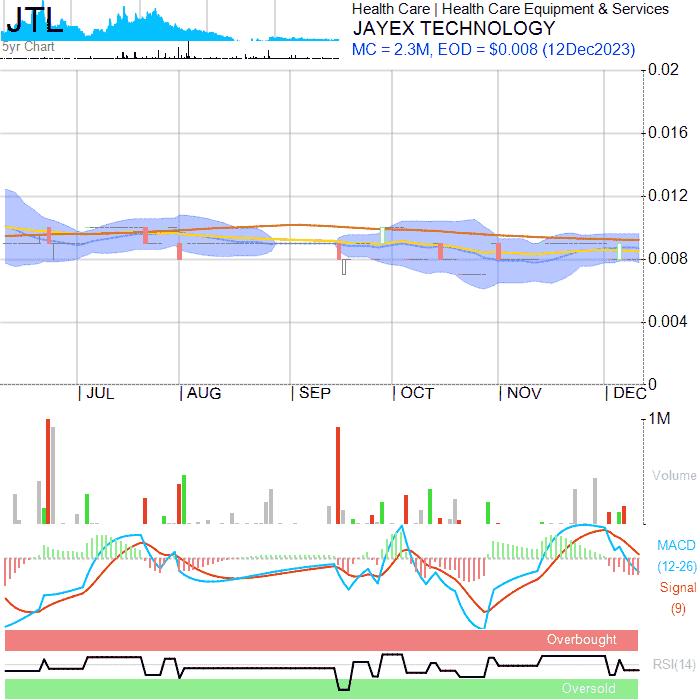 JTL
5yr Chart
Health Care | Health Care Equipment & Services
JAYEX TECHNOLOGY
MC = 2.3M, EOD = $0.008 (12Dec2023)
0.02
0.016
0.012
0.008
0.004
0
| JUL | AUG | SEP | OCT | NOV | DEC
1M
Volume
MACD
(12-26)
Signal
(9)
Overbought
RSI(14)
Oversold